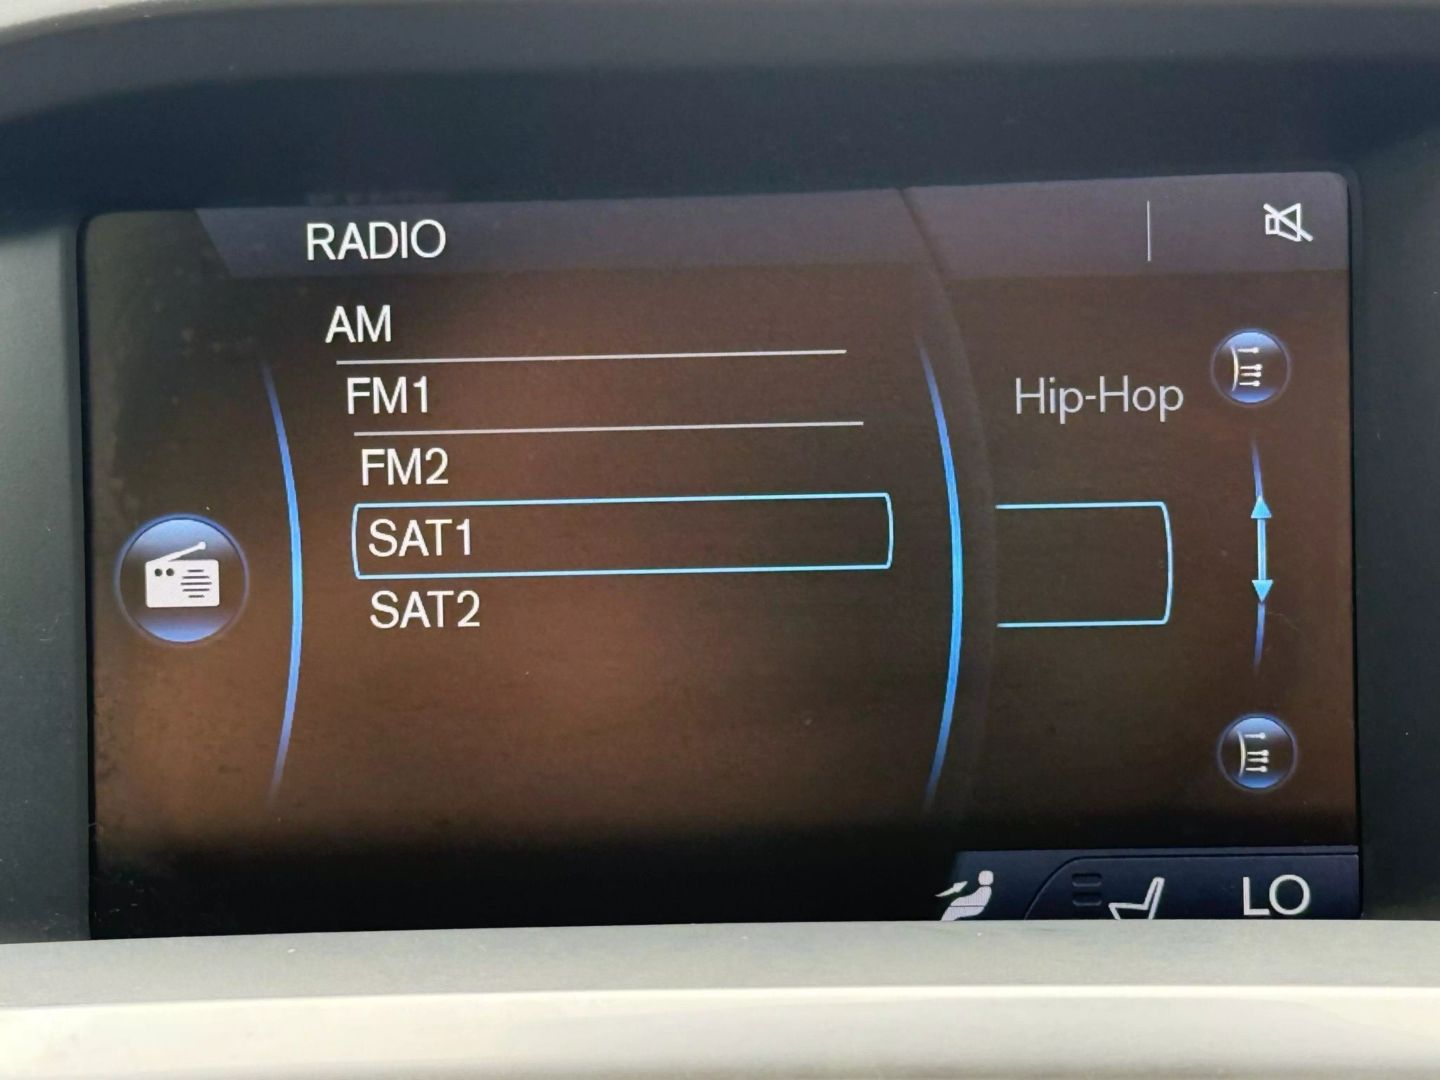 RADIO
AM
FM1
Hip-Hop
FM2
SAT1
SAT2
LO